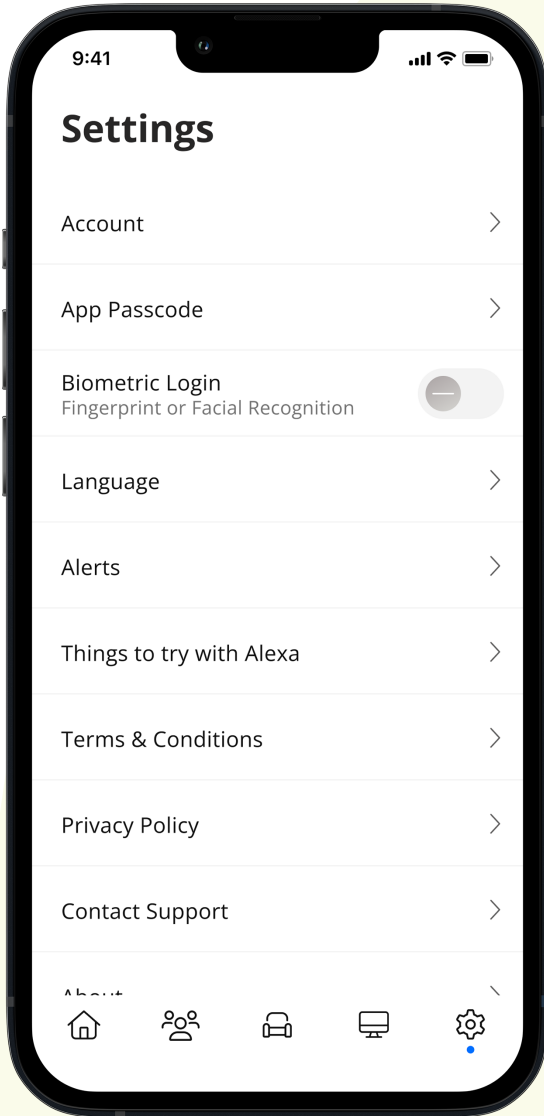 9:41
Settings
Account
App Passcode
Biometric Login
Fingerprint or Facial Recognition
Language
Alerts
Things to try with Alexa
Terms & Conditions
Privacy Policy
Contact Support
About